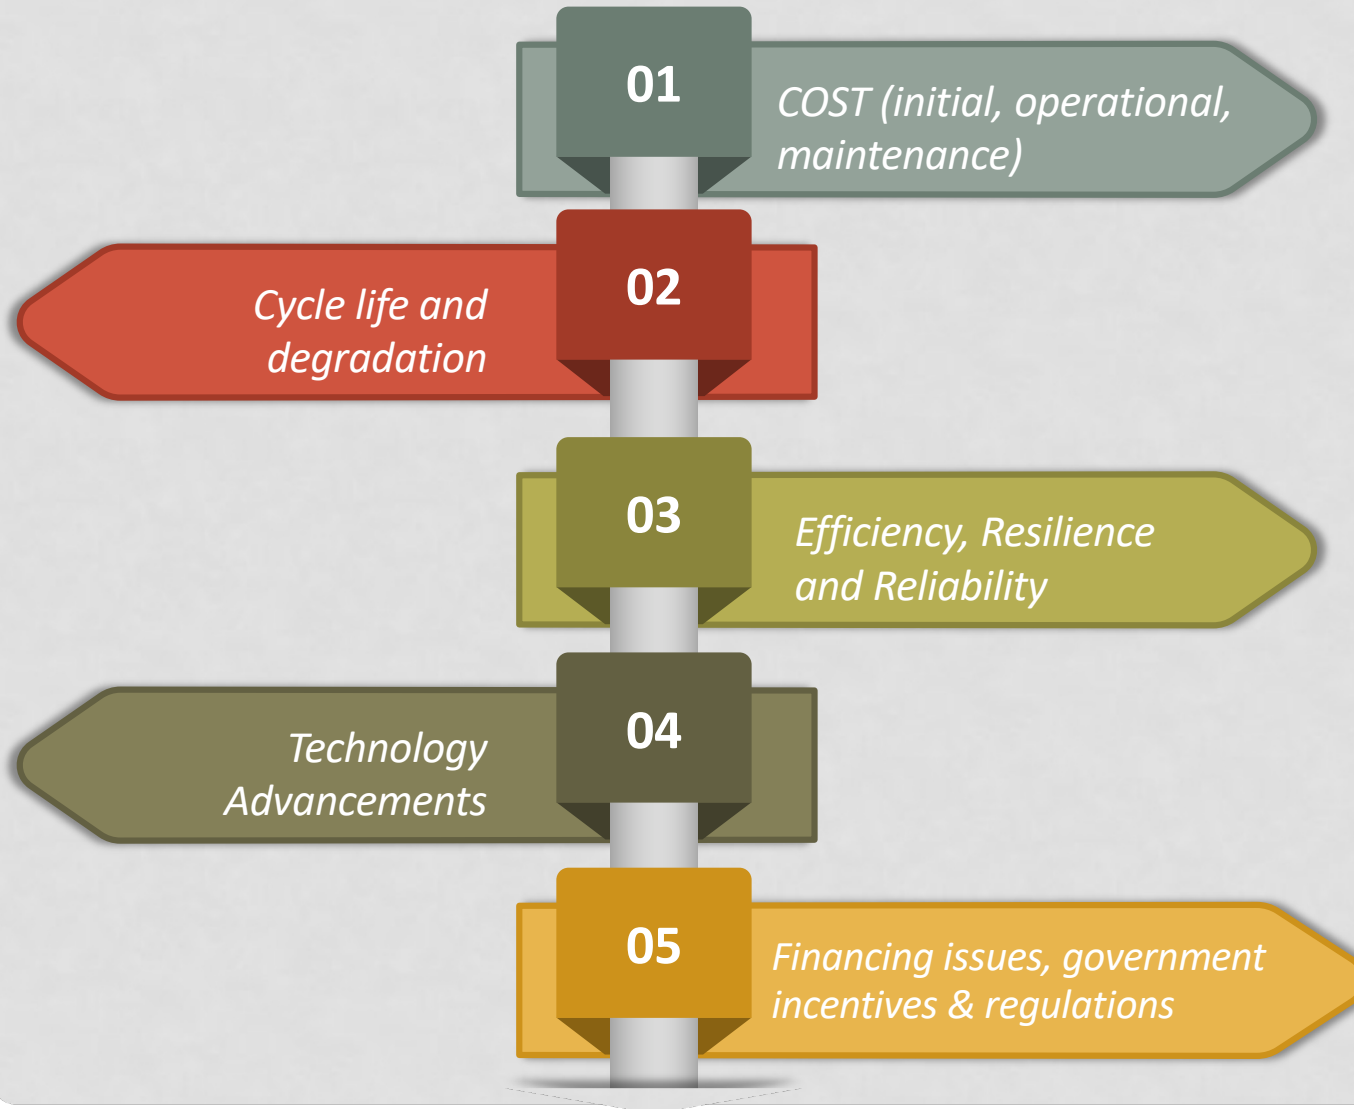 01
COST (initial, operational,
maintenance)
02
Cycle life and
degradation
03
Efficiency, Resilience
and Reliability
04
Technology
Advancements
05
Financing issues, government
incentives & regulations